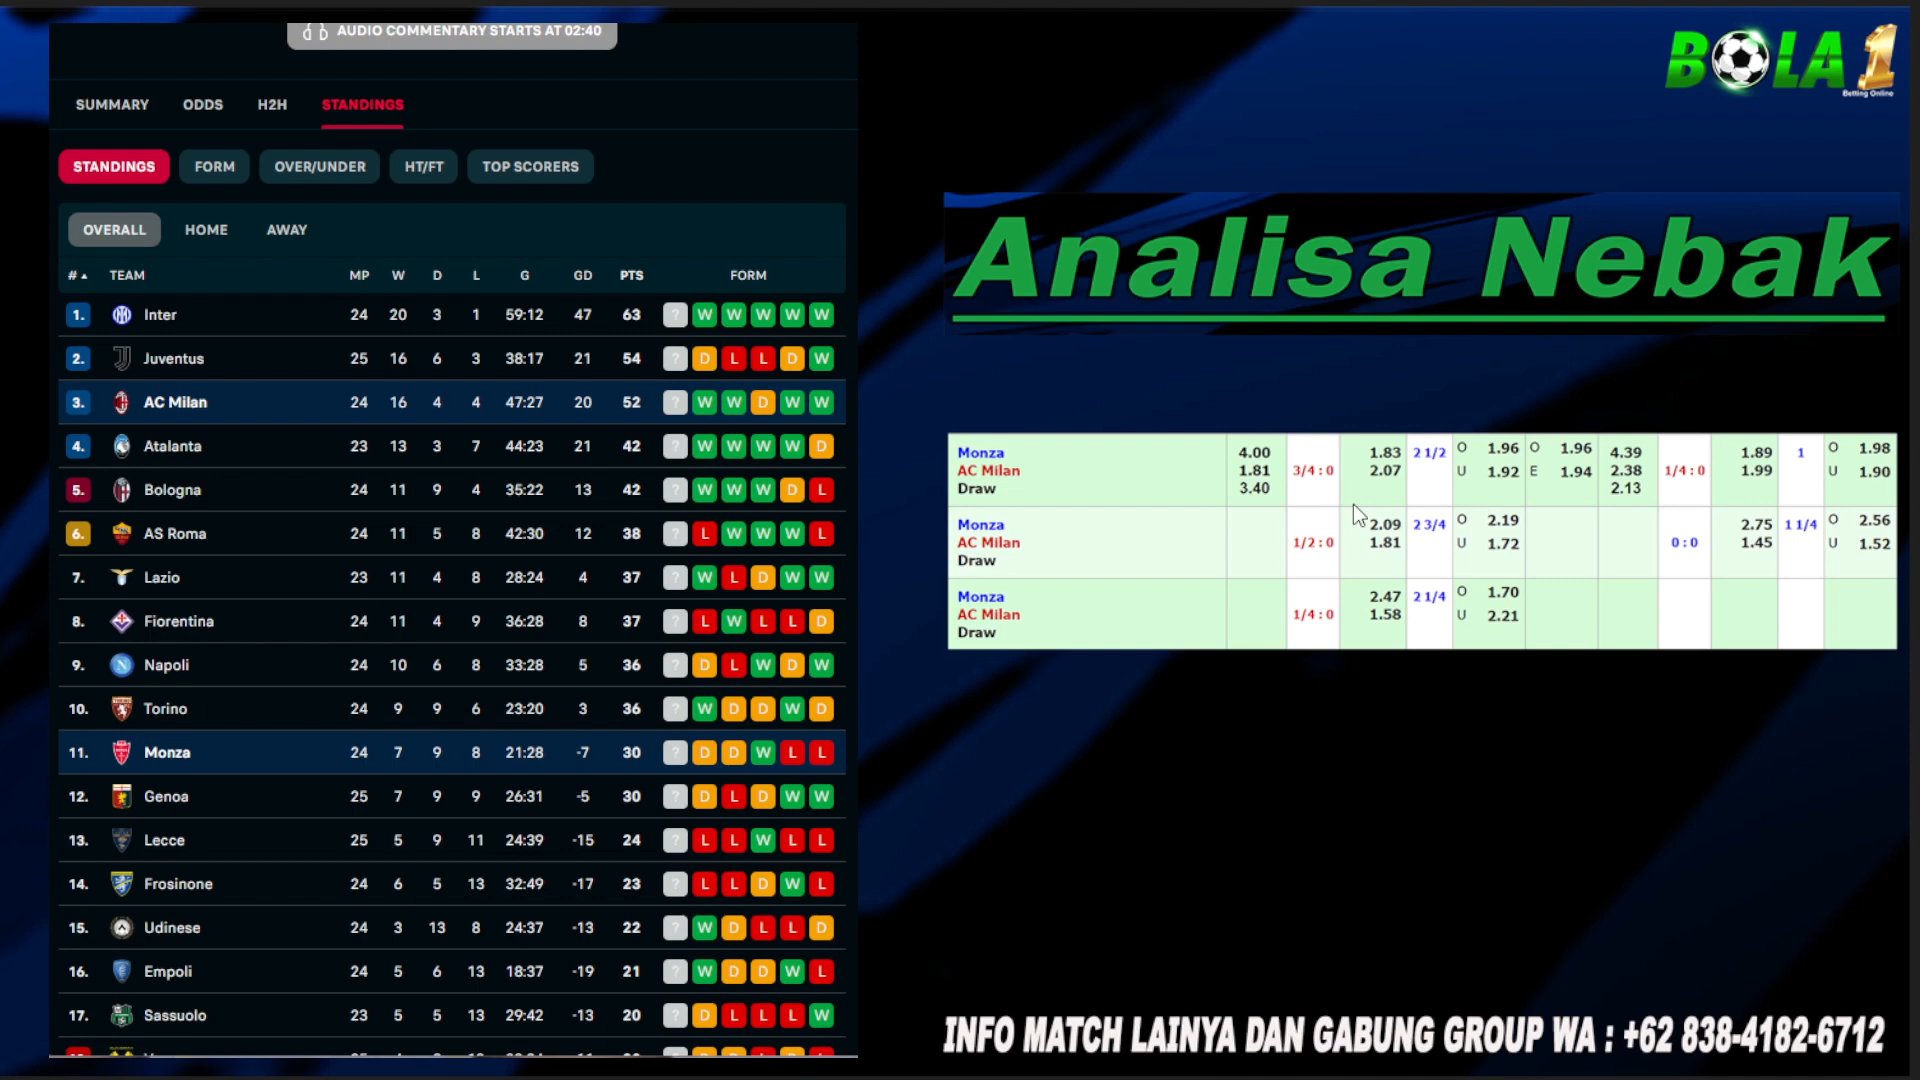 AUDIO COMMENTARY STARTS AT 02:40
SUMMARY ODDS H2H STANDINGS
STANDINGS FORM OVER/UNDER HT/FT TOP SCORERS
OVERALL HOME AWAY
# TEAM MP W D L G GD PTS FORM
1. Inter 24 20 3 1 59:12 47 63 ? W W W W W
2. Juventus 25 16 6 3 38:17 21 54 ? D L L D W
3. AC Milan 24 16 4 4 47:27 20 52 ? W W D W W
4. Atalanta 23 13 3 7 44:23 21 42 ? W W W W D
5. Bologna 24 11 9 4 35:22 13 42 ? W W W D L
6. AS Roma 24 11 5 8 42:30 12 38 ? L W W W L
7. Lazio 23 11 4 8 28:24 4 37 ? W L D W W
8. Fiorentina 24 11 4 9 36:28 8 37 ? L W L L D
9. Napoli 24 10 6 8 33:28 5 36 ? D L W D W
10. Torino 24 9 9 6 23:20 3 36 ? W D D W D
11. Monza 24 7 9 8 21:28 -7 30 ? D D W L L
12. Genoa 25 7 9 9 26:31 -5 30 ? D L D W W
13. Lecce 25 5 9 11 24:39 -15 24 ? L L W L L
14. Frosinone 24 6 5 13 32:49 -17 23 ? L L D W L
15. Udinese 24 3 13 8 24:37 -13 22 ? W D L L D
16. Empoli 24 5 6 13 18:37 -19 21 ? W D D W L
17. Sassuolo 23 5 5 13 29:42 -13 20 ? D L L L W
BOLA 1
Betting Online
Analisa Nebak
Monza 4.00 1.83 2 1/2 O 1.96 O 1.96 4.39 1.89 1 O 1.98
AC Milan 1.81 3/4 : 0 2.07 U 1.92 E 1.94 2.38 1/4 : 0 1.99 U 1.90
Draw 3.40 2.13
Monza 2.09 2 3/4 O 2.19 2.75 1 1/4 O 2.56
AC Milan 1/2 : 0 1.81 U 1.72 0 : 0 1.45 U 1.52
Draw
Monza 2.47 2 1/4 O 1.70
AC Milan 1/4 : 0 1.58 U 2.21
Draw
INFO MATCH LAINYA DAN GABUNG GROUP WA : +62 838-4182-6712